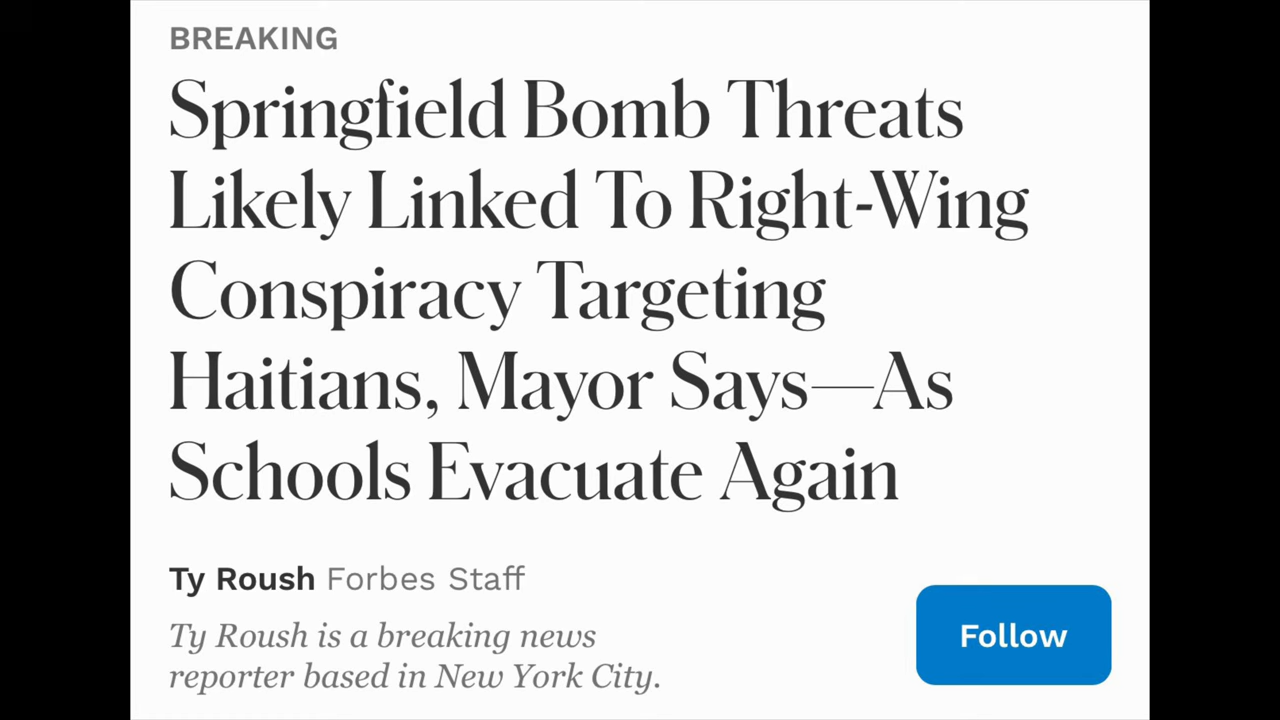 BREAKING
Springfield Bomb Threats
Likely Linked To Right-Wing
Conspiracy Targeting
Haitians, Mayor Says—As
Schools Evacuate Again
Ty Roush Forbes Staff
Ty Roush is a breaking news
reporter based in New York City.
Follow